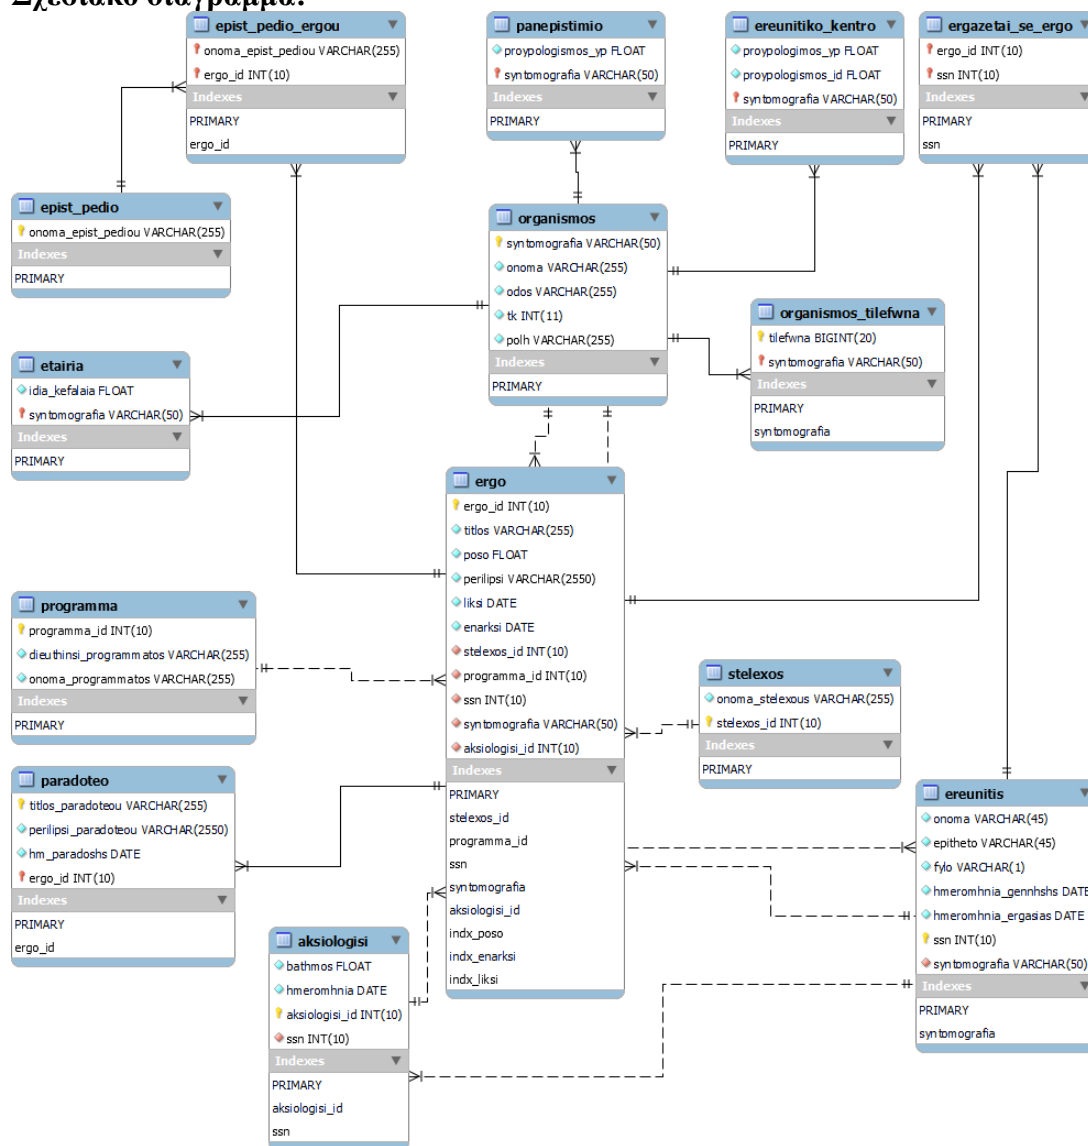 Σχεσιακό διάγραμμα:
epist_pedio_ergou
onoma_epist_pediou VARCHAR(255)
ergo_id INT(10)
Indexes
PRIMARY
ergo_id
panepistimio
proypologismos_yp FLOAT
syntomografia VARCHAR(50)
Indexes
PRIMARY
ereunitiko_kentro
proypologimos_yp FLOAT
proypologismos_id FLOAT
syntomografia VARCHAR(50)
Indexes
PRIMARY
ergazetai_se_ergo
ergo_id INT(10)
ssn INT(10)
Indexes
PRIMARY
ssn
epist_pedio
onoma_epist_pediou VARCHAR(255)
Indexes
PRIMARY
organismos
syntomografia VARCHAR(50)
onoma VARCHAR(255)
odos VARCHAR(255)
tk INT(11)
polh VARCHAR(255)
Indexes
PRIMARY
organismos_tilefwna
tilefwna BIGINT(20)
syntomografia VARCHAR(50)
Indexes
PRIMARY
syntomografia
etairia
idia_kefalaia FLOAT
syntomografia VARCHAR(50)
Indexes
PRIMARY
ergo
ergo_id INT(10)
titlos VARCHAR(255)
poso FLOAT
perilipsi VARCHAR(2550)
liksi DATE
enarksi DATE
stelexos_id INT(10)
programma_id INT(10)
ssn INT(10)
syntomografia VARCHAR(50)
aksiologisi_id INT(10)
Indexes
PRIMARY
stelexos_id
programma_id
ssn
syntomografia
aksiologisi_id
indx_poso
indx_enarksi
indx_liksi
programma
programma_id INT(10)
dieuthinsi_programmatos VARCHAR(255)
onoma_programmatos VARCHAR(255)
Indexes
PRIMARY
stelexos
onoma_stelexous VARCHAR(255)
stelexos_id INT(10)
Indexes
PRIMARY
paradoteo
titlos_paradoteou VARCHAR(255)
perilipsi_paradoteou VARCHAR(2550)
hm_paradoshs DATE
ergo_id INT(10)
Indexes
PRIMARY
ergo_id
ereunitis
onoma VARCHAR(45)
epitheto VARCHAR(45)
fylo VARCHAR(1)
hmeromhnia_gennhshs DATE
hmeromhnia_ergasias DATE
ssn INT(10)
syntomografia VARCHAR(50)
Indexes
PRIMARY
syntomografia
aksiologisi
bathmos FLOAT
hmeromhnia DATE
aksiologisi_id INT(10)
ssn INT(10)
Indexes
PRIMARY
aksiologisi_id
ssn